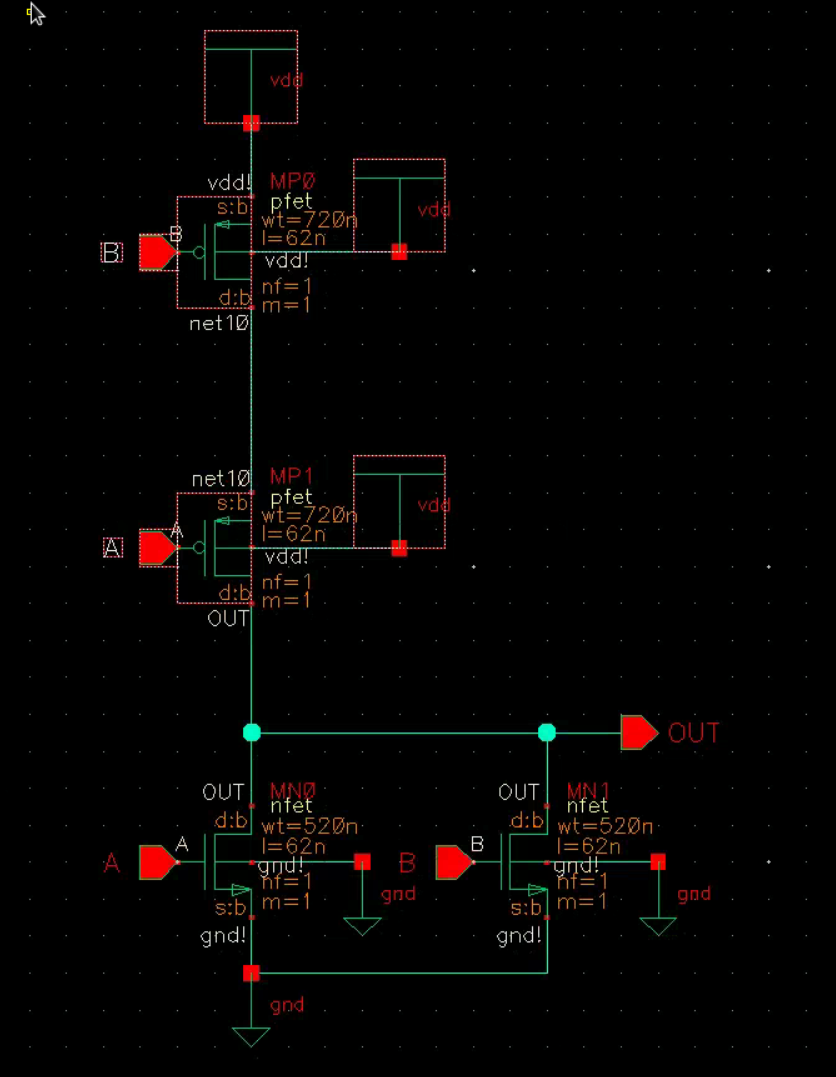 vdd
vdd!
MP0
pfet
s:b
wt=720n
l=62n
vdd
B
B
vdd!
nf=1
d:b
m=1
net10
net10
MP1
pfet
s:b
wt=720n
l=62n
vdd
A
A
vdd!
nf=1
d:b
m=1
OUT
OUT
OUT
MN0
nfet
d:b
wt=520n
l=62n
A
A
gnd!
nf=1
m=1
s:b
gnd
gnd!
OUT
MN1
nfet
d:b
wt=520n
l=62n
B
B
gnd!
nf=1
m=1
s:b
gnd
gnd!
gnd